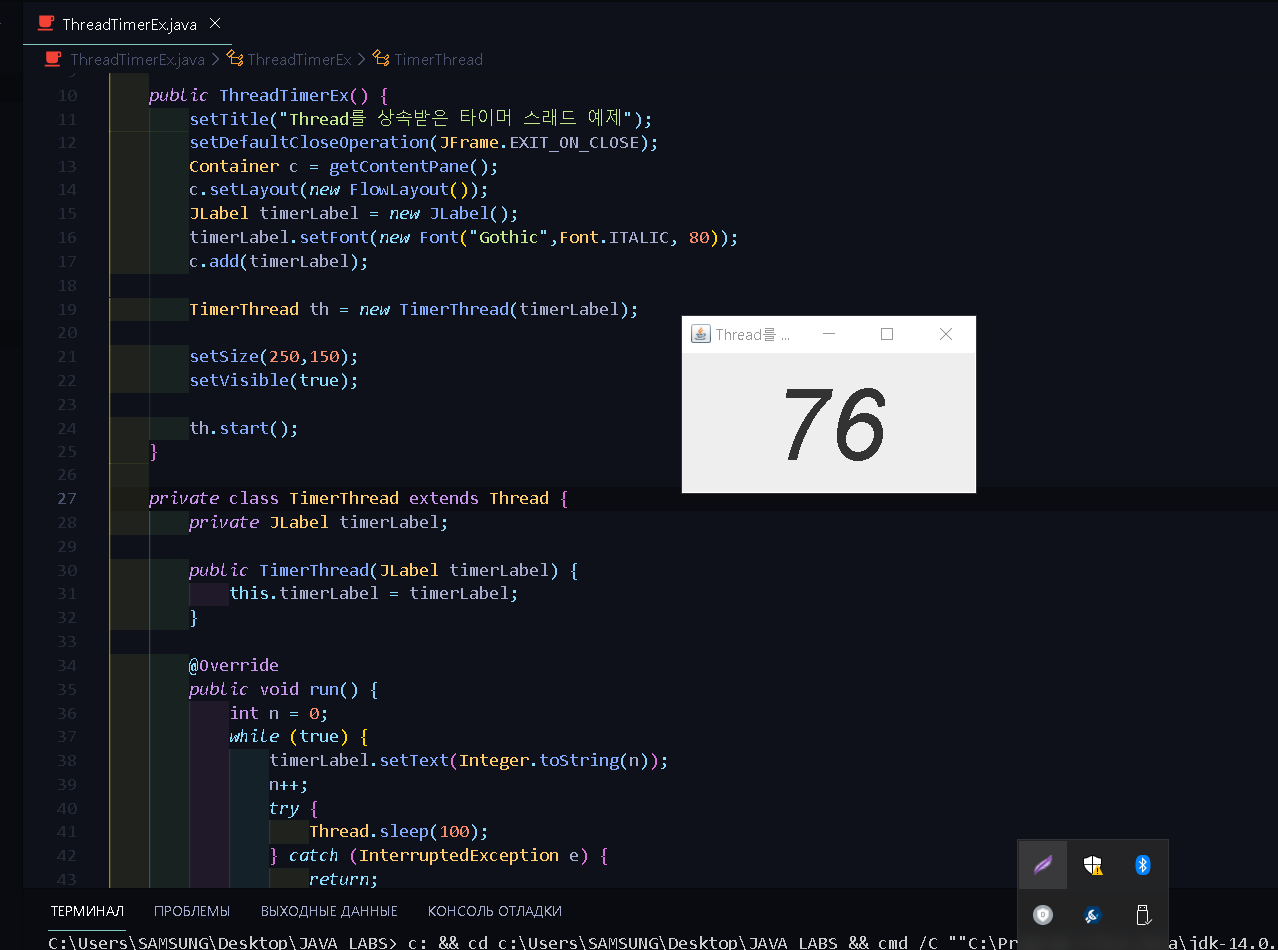 ThreadTimerEx.java
ThreadTimerEx.java > ThreadTimerEx > TimerThread
10 public ThreadTimerEx() {
11 setTitle("Thread를 상속받은 타이머 스래드 예제");
12 setDefaultCloseOperation(JFrame.EXIT_ON_CLOSE);
13 Container c = getContentPane();
14 c.setLayout(new FlowLayout());
15 JLabel timerLabel = new JLabel();
16 timerLabel.setFont(new Font("Gothic",Font.ITALIC, 80));
17 c.add(timerLabel);
18
19 TimerThread th = new TimerThread(timerLabel);
20
21 setSize(250,150);
22 setVisible(true);
23
24 th.start();
25 }
26
27 private class TimerThread extends Thread {
28 private JLabel timerLabel;
29
30 public TimerThread(JLabel timerLabel) {
31 this.timerLabel = timerLabel;
32 }
33
34 @Override
35 public void run() {
36 int n = 0;
37 while (true) {
38 timerLabel.setText(Integer.toString(n));
39 n++;
40 try {
41 Thread.sleep(100);
42 } catch (InterruptedException e) {
43 return;
Thread를 ...
76
ТЕРМИНАЛ ПРОБЛЕМЫ ВЫХОДНЫЕ ДАННЫЕ КОНСОЛЬ ОТЛАДКИ
C:\Users\SAMSUNG\Desktop\JAVA LABS> c: && cd c:\Users\SAMSUNG\Desktop\JAVA LABS && cmd /C ""C:\Pr a\jdk-14.0.